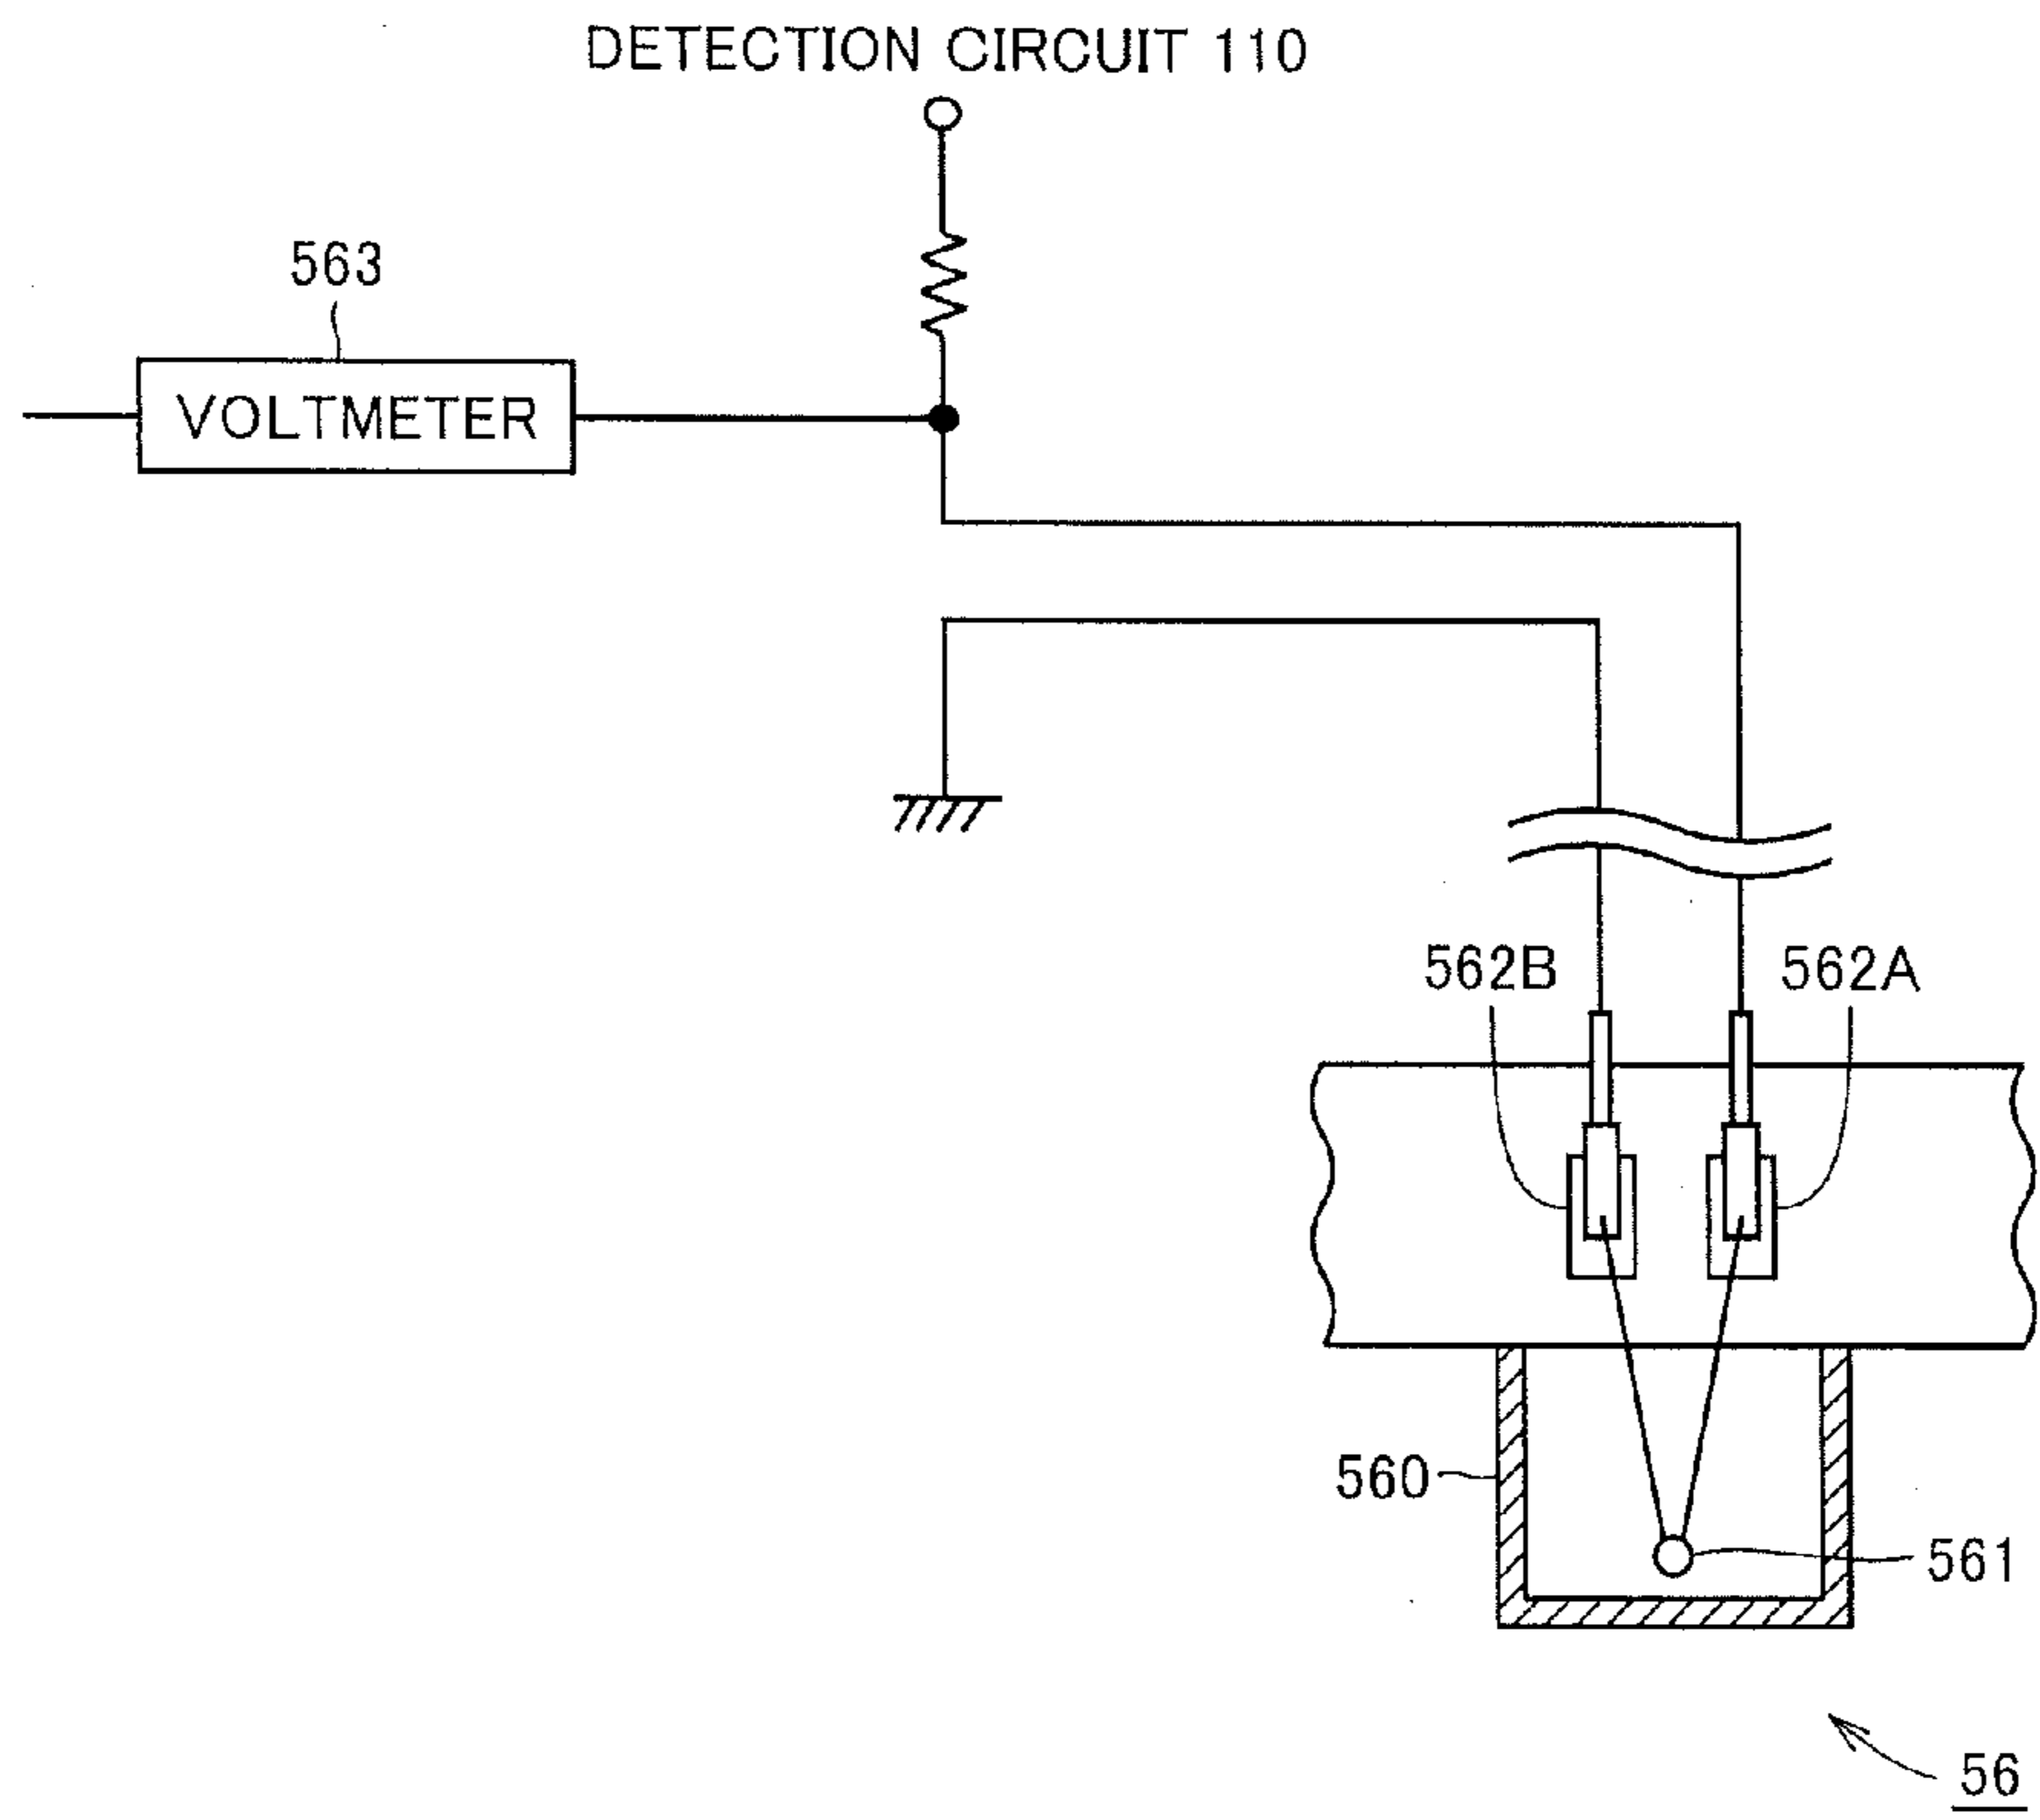 DETECTION CIRCUIT 110
563
VOLTMETER
562B
562A
560
561
56